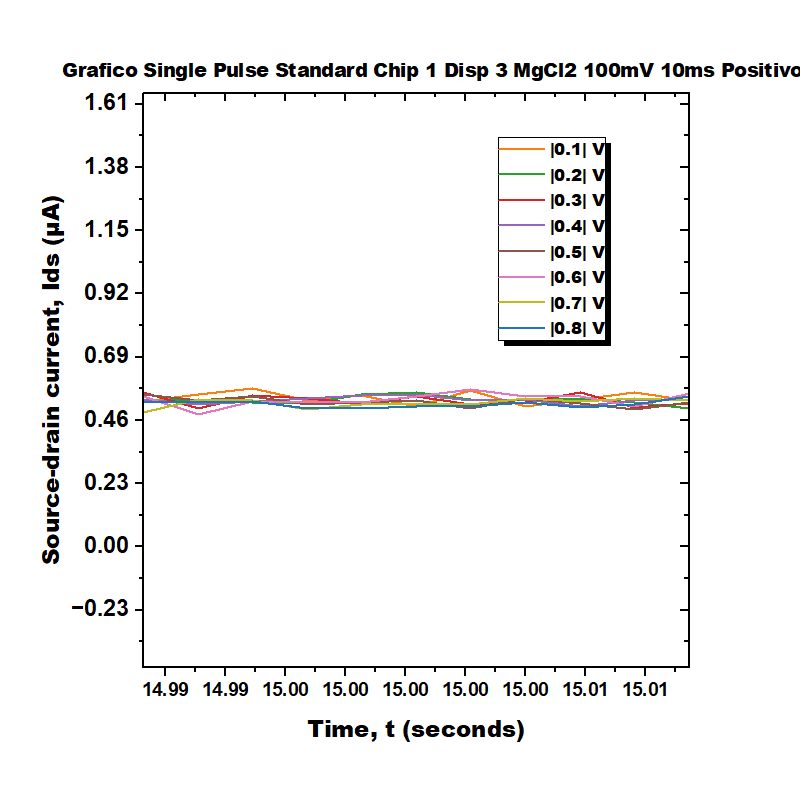 Grafico Single Pulse Standard Chip 1 Disp 3 MgCl2 100mV 10ms Positivo
1.61
1.38
1.15
0.92
0.69
0.46
0.23
0.00
−0.23
Source-drain current, Ids (µA)
|0.1| V
|0.2| V
|0.3| V
|0.4| V
|0.5| V
|0.6| V
|0.7| V
|0.8| V
14.99 14.99 15.00 15.00 15.00 15.00 15.00 15.01 15.01
Time, t (seconds)